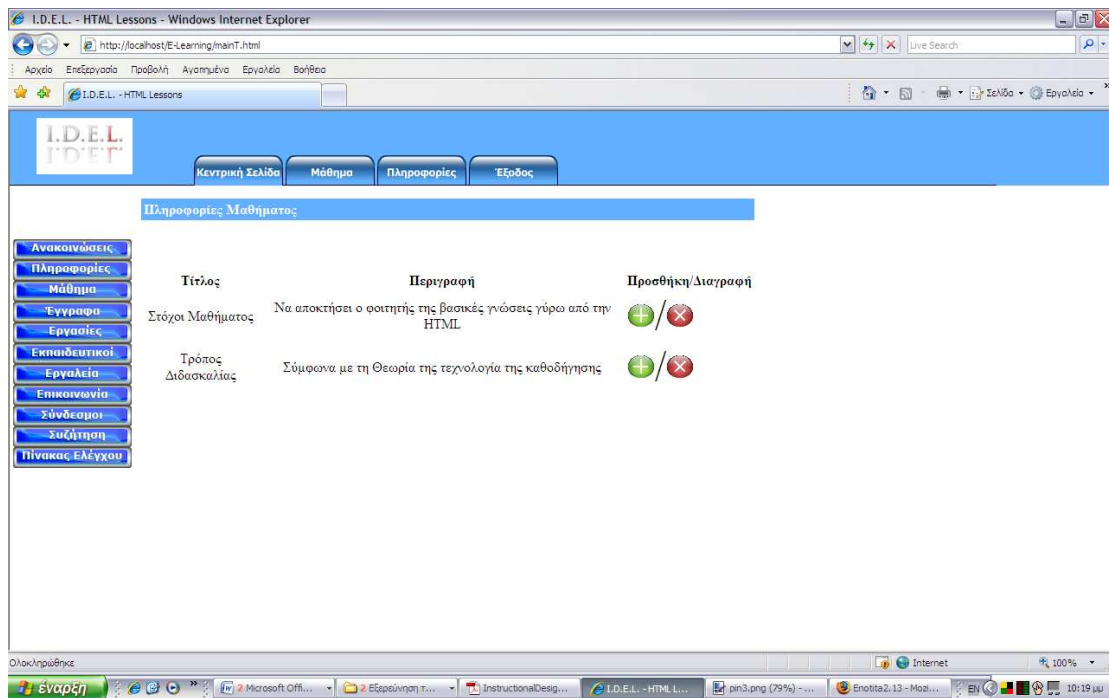 I.D.E.L. - HTML Lessons - Windows Internet Explorer
http://localhost/E-Learning/mainT.html
Live Search
Αρχείο Επεξεργασία Προβολή Αγαπημένα Εργαλεία Βοήθεια
I.D.E.L. - HTML Lessons
Σελίδα Εργαλεία
I.D.E.L.
Κεντρική Σελίδα Μάθημα Πληροφορίες Έξοδος
Πληροφορίες Μαθήματος
Ανακοινώσεις
Πληροφορίες
Μάθημα
Έγγραφα
Εργασίες
Εκπαιδευτικοί
Εργαλεία
Επικοινωνία
Σύνδεσμοι
Συζήτηση
Πίνακας Ελέγχου
Τίτλος Περιγραφή Προσθήκη/Διαγραφή
Στόχοι Μαθήματος Να αποκτήσει ο φοιτητής της βασικές γνώσεις γύρω από την
HTML
/
Τρόπος
Διδασκαλίας Σύμφωνα με τη Θεωρία της τεχνολογία της καθοδήγησης
/
Ολοκληρώθηκε
Internet 100%
έναρξη 2 Microsoft Offi... 2 Εξερεύνηση τ... InstructionalDesig... I.D.E.L. - HTML L... pin3.png (79%) - ... Enotita2.13 - Mozi... EN 10:19 μμ